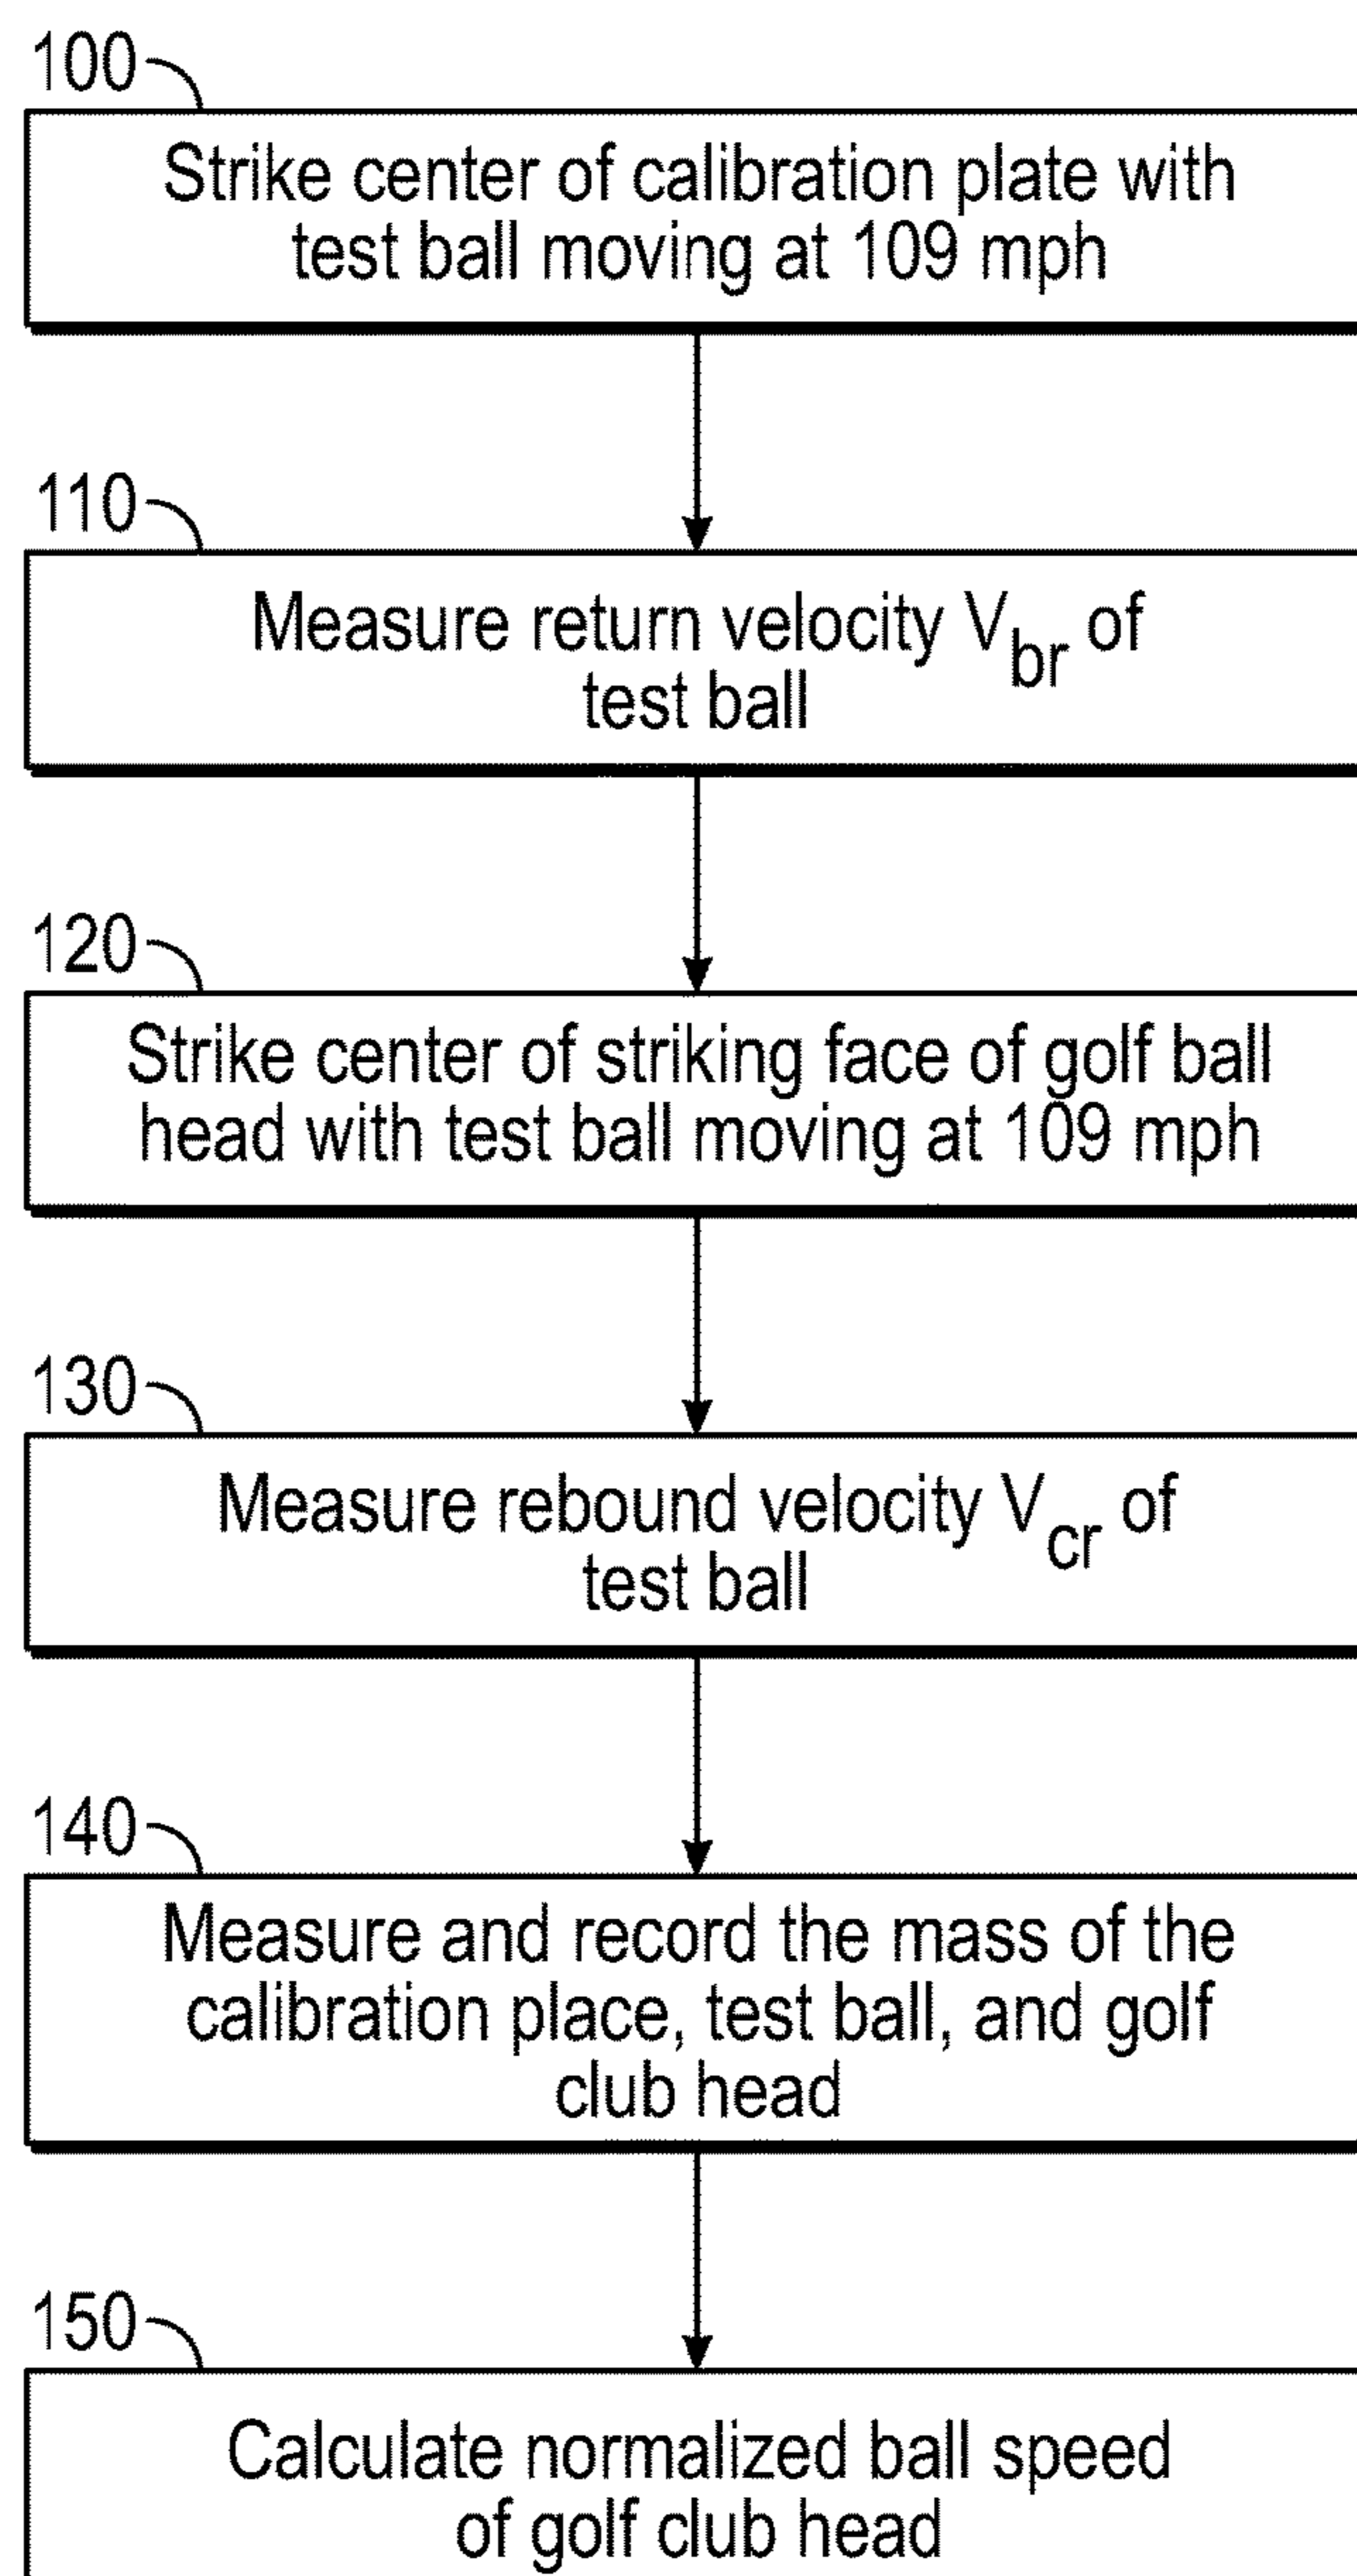 100
Strike center of calibration plate with
test ball moving at 109 mph
110
Measure return velocity Vbr of
test ball
120
Strike center of striking face of golf ball
head with test ball moving at 109 mph
130
Measure rebound velocity Vcr of
test ball
140
Measure and record the mass of the
calibration place, test ball, and golf
club head
150
Calculate normalized ball speed
of golf club head